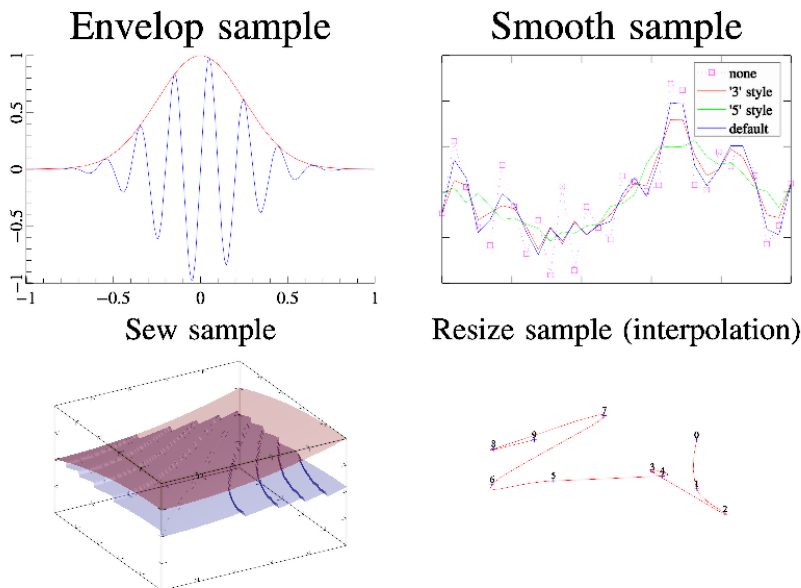 Envelop sample
Smooth sample
1
0.5
0
−0.5
−1
−1
−0.5
0
0.5
1
none
'3' style
'5' style
default
Sew sample
Resize sample (interpolation)
0
1
2
3
4
5
6
7
8
9